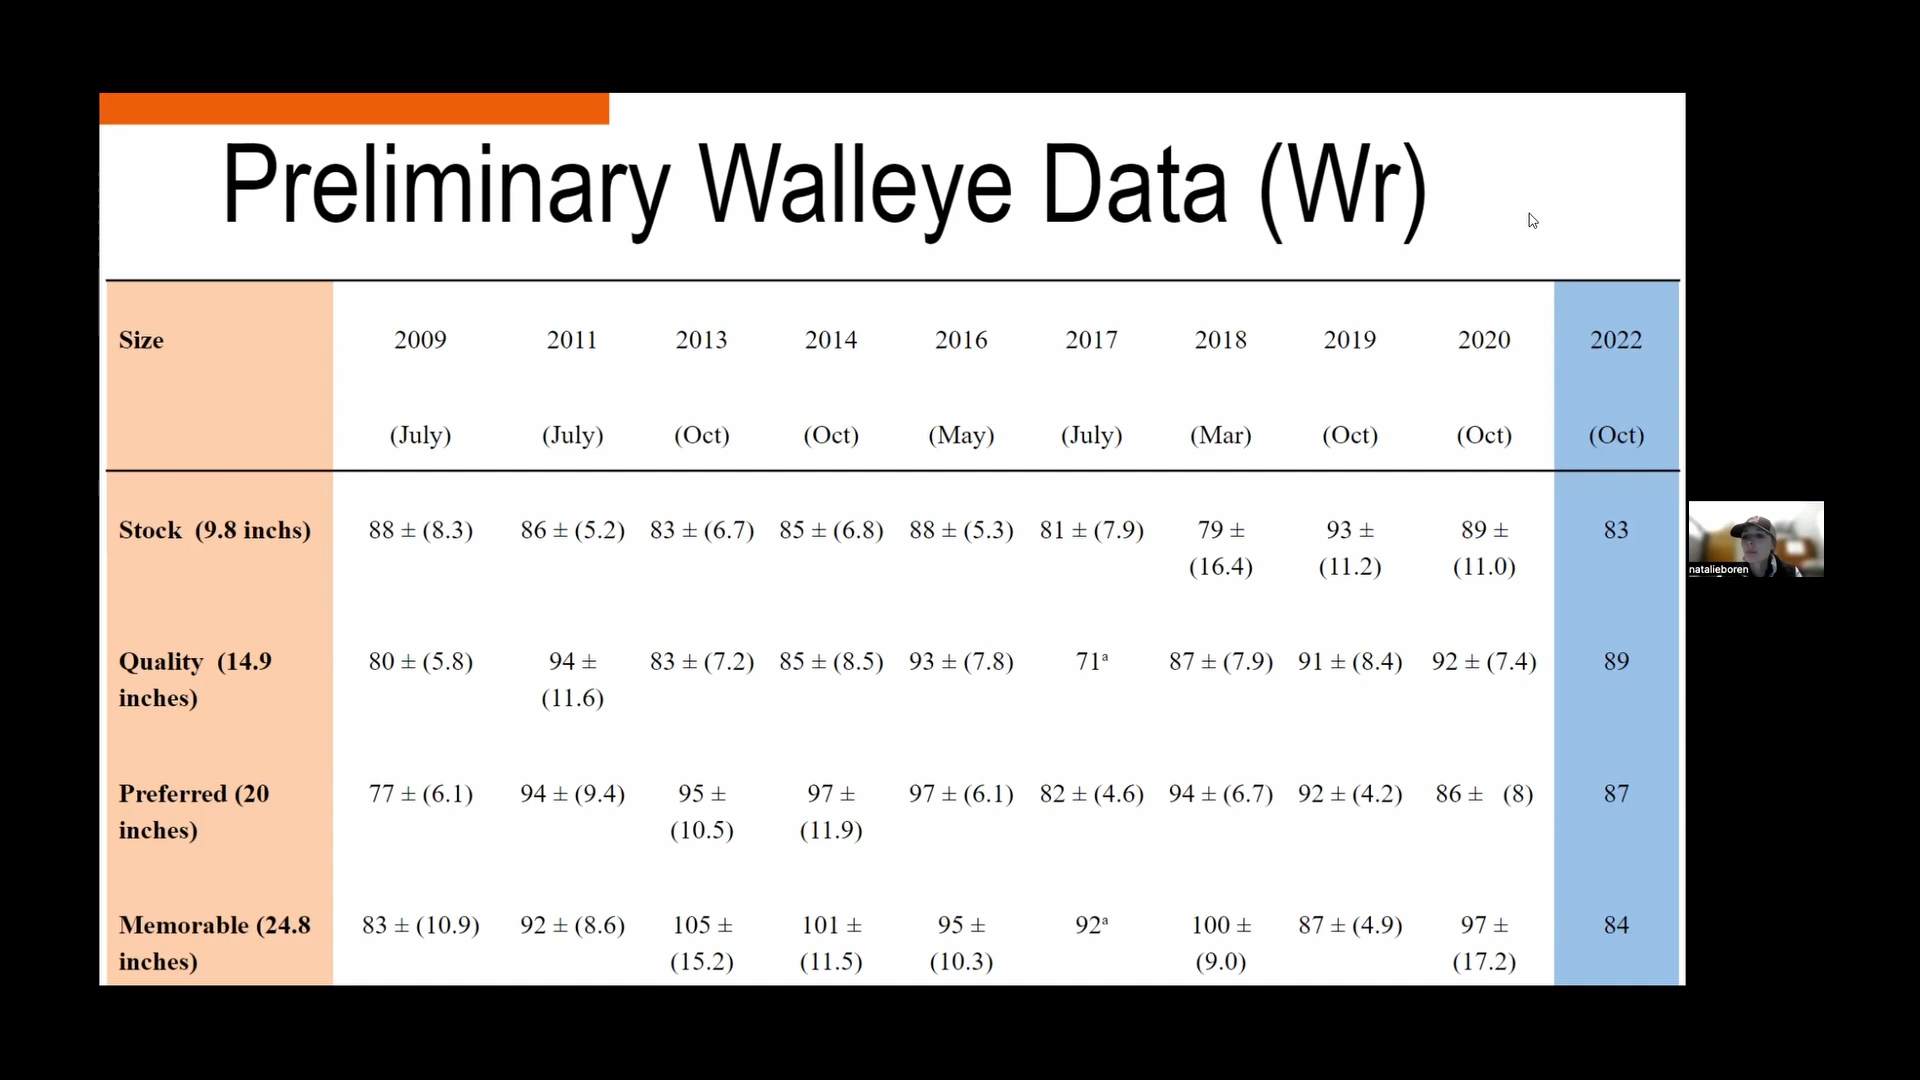 Preliminary Walleye Data (Wr)
Size 2009 2011 2013 2014 2016 2017 2018 2019 2020 2022
(July) (July) (Oct) (Oct) (May) (July) (Mar) (Oct) (Oct) (Oct)
Stock (9.8 inchs) 88 ± (8.3) 86 ± (5.2) 83 ± (6.7) 85 ± (6.8) 88 ± (5.3) 81 ± (7.9) 79 ± 93 ± 89 ± 83
(16.4) (11.2) (11.0)
Quality (14.9 80 ± (5.8) 94 ± 83 ± (7.2) 85 ± (8.5) 93 ± (7.8) 71ᵃ 87 ± (7.9) 91 ± (8.4) 92 ± (7.4) 89
inches) (11.6)
Preferred (20 77 ± (6.1) 94 ± (9.4) 95 ± 97 ± 97 ± (6.1) 82 ± (4.6) 94 ± (6.7) 92 ± (4.2) 86 ± (8) 87
inches) (10.5) (11.9)
Memorable (24.8 83 ± (10.9) 92 ± (8.6) 105 ± 101 ± 95 ± 92ᵃ 100 ± 87 ± (4.9) 97 ± 84
inches) (15.2) (11.5) (10.3) (9.0) (17.2)
natalieboren